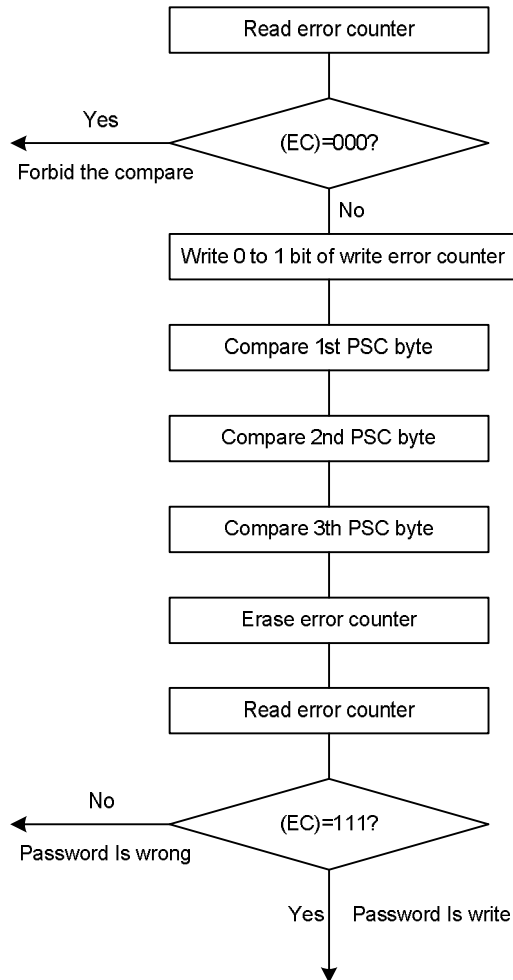 Read error counter
Yes
(EC)=000?
Forbid the compare
No
Write 0 to 1 bit of write error counter
Compare 1st PSC byte
Compare 2nd PSC byte
Compare 3th PSC byte
Erase error counter
Read error counter
No
(EC)=111?
Password Is wrong
Yes Password Is write